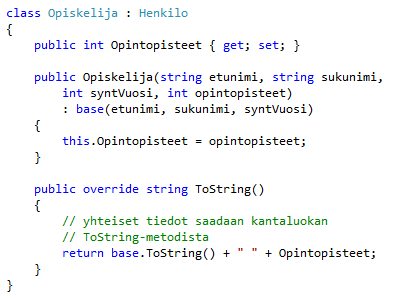 class Opiskelija : Henkilo
{
    public int Opintopisteet { get; set; }

    public Opiskelija(string etunimi, string sukunimi,
        int syntVuosi, int opintopisteet)
        : base(etunimi, sukunimi, syntVuosi)
    {
        this.Opintopisteet = opintopisteet;
    }

    public override string ToString()
    {
        // yhteiset tiedot saadaan kantaluokan
        // ToString-metodista
        return base.ToString() + " " + Opintopisteet;
    }
}